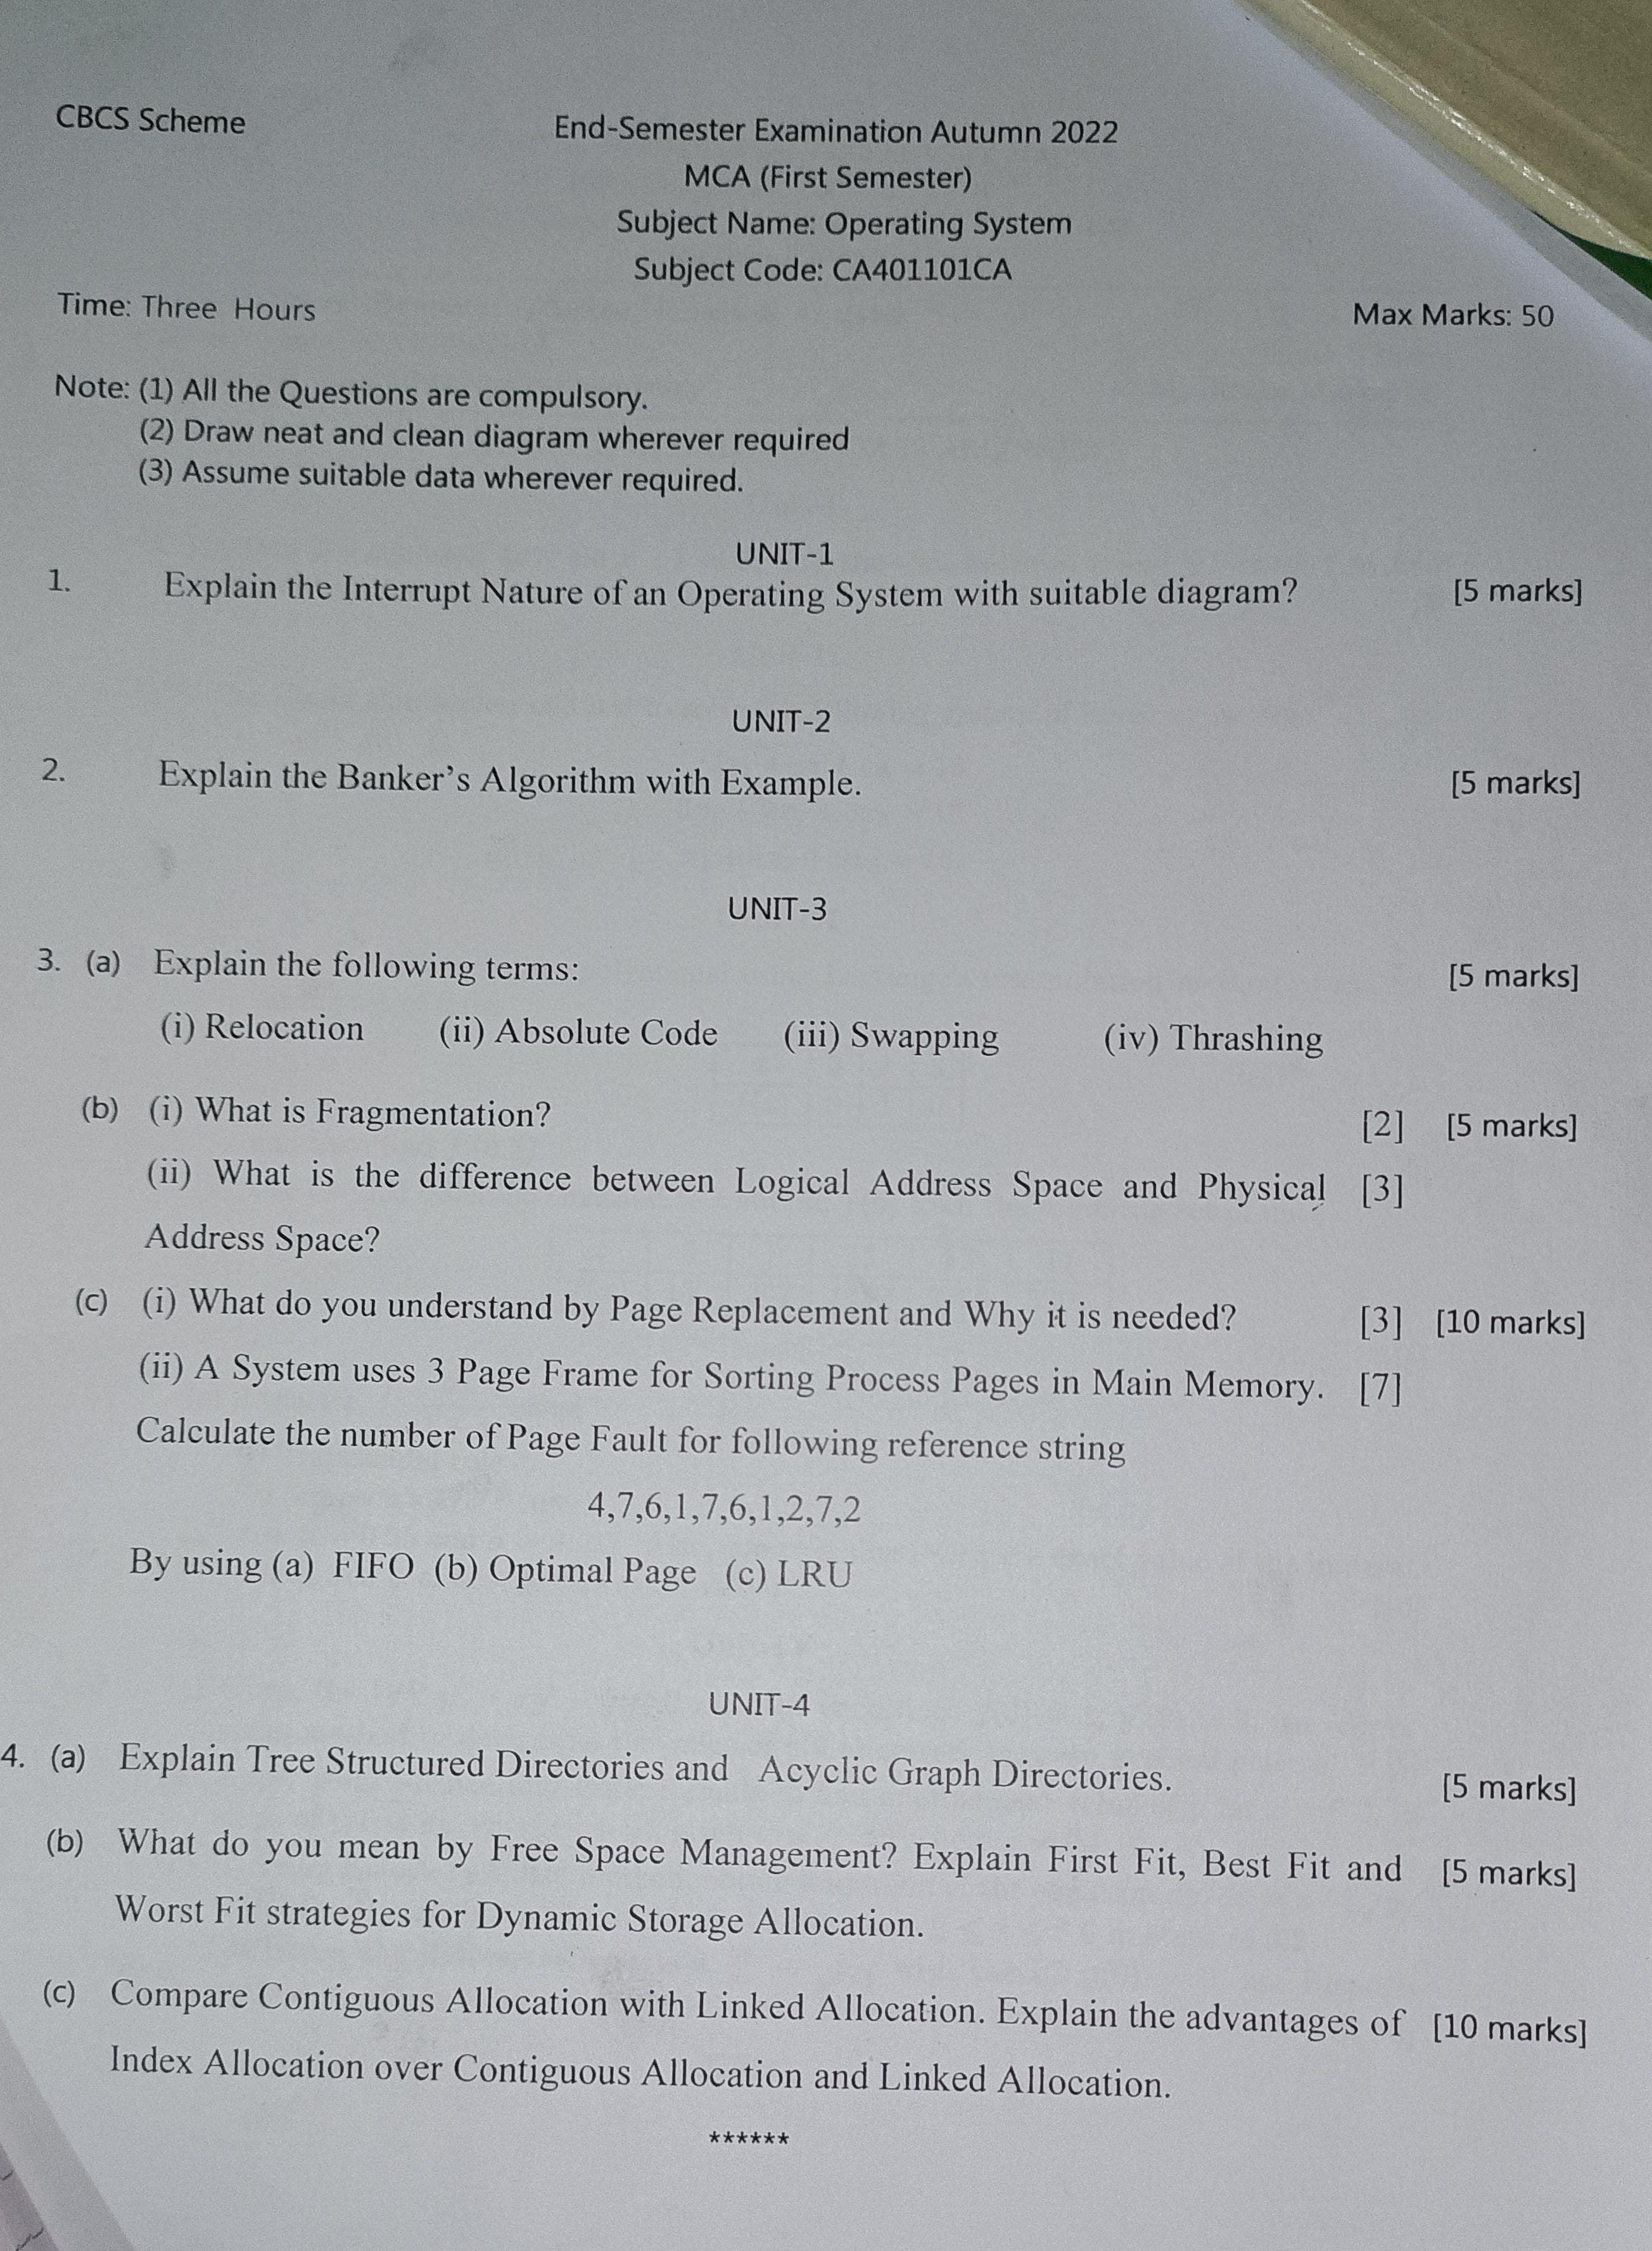 CBCS Scheme
End-Semester Examination Autumn 2022
MCA (First Semester)
Subject Name: Operating System
Subject Code: CA401101CA
Time: Three Hours
Max Marks: 50
Note: (1) All the Questions are compulsory.
(2) Draw neat and clean diagram wherever required
(3) Assume suitable data wherever required.
UNIT-1
1. Explain the Interrupt Nature of an Operating System with suitable diagram? [5 marks]
UNIT-2
2. Explain the Banker's Algorithm with Example. [5 marks]
UNIT-3
3. (a) Explain the following terms: [5 marks]
(i) Relocation (ii) Absolute Code (iii) Swapping (iv) Thrashing
(b) (i) What is Fragmentation? [2] [5 marks]
(ii) What is the difference between Logical Address Space and Physical [3]
Address Space?
(c) (i) What do you understand by Page Replacement and Why it is needed? [3] [10 marks]
(ii) A System uses 3 Page Frame for Sorting Process Pages in Main Memory. [7]
Calculate the number of Page Fault for following reference string
4,7,6,1,7,6,1,2,7,2
By using (a) FIFO (b) Optimal Page (c) LRU
UNIT-4
4. (a) Explain Tree Structured Directories and Acyclic Graph Directories. [5 marks]
(b) What do you mean by Free Space Management? Explain First Fit, Best Fit and [5 marks]
Worst Fit strategies for Dynamic Storage Allocation.
(c) Compare Contiguous Allocation with Linked Allocation. Explain the advantages of [10 marks]
Index Allocation over Contiguous Allocation and Linked Allocation.
******